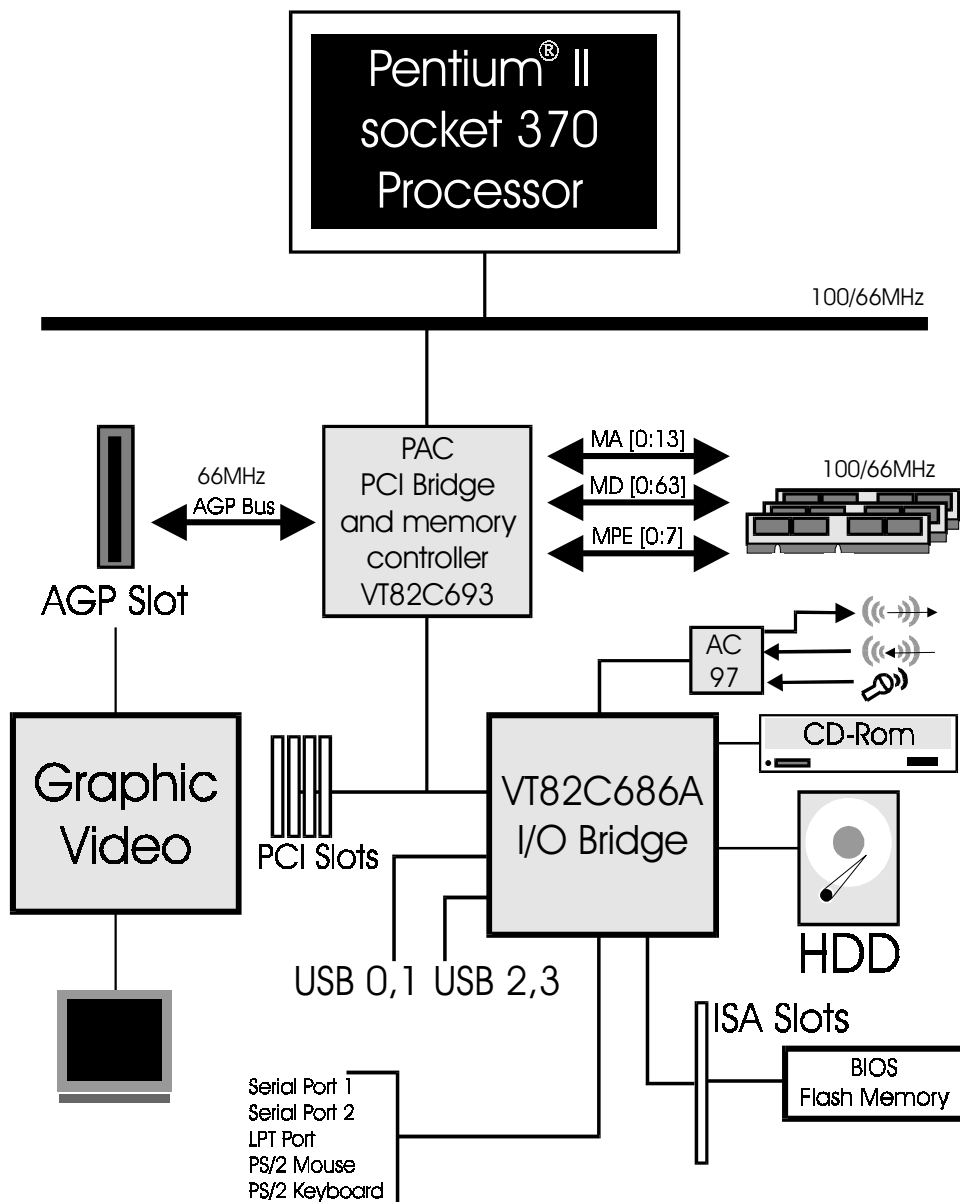 Pentium® II
socket 370
Processor
100/66MHz
PAC
PCI Bridge
and memory
controller
VT82C693
66MHz
AGP Bus
MA [0:13]
MD [0:63]
MPE [0:7]
100/66MHz
AGP Slot
AC
97
Graphic
Video
PCI Slots
VT82C686A
I/O Bridge
CD-Rom
HDD
USB 0,1
USB 2,3
ISA Slots
BIOS
Flash Memory
Serial Port 1
Serial Port 2
LPT Port
PS/2 Mouse
PS/2 Keyboard